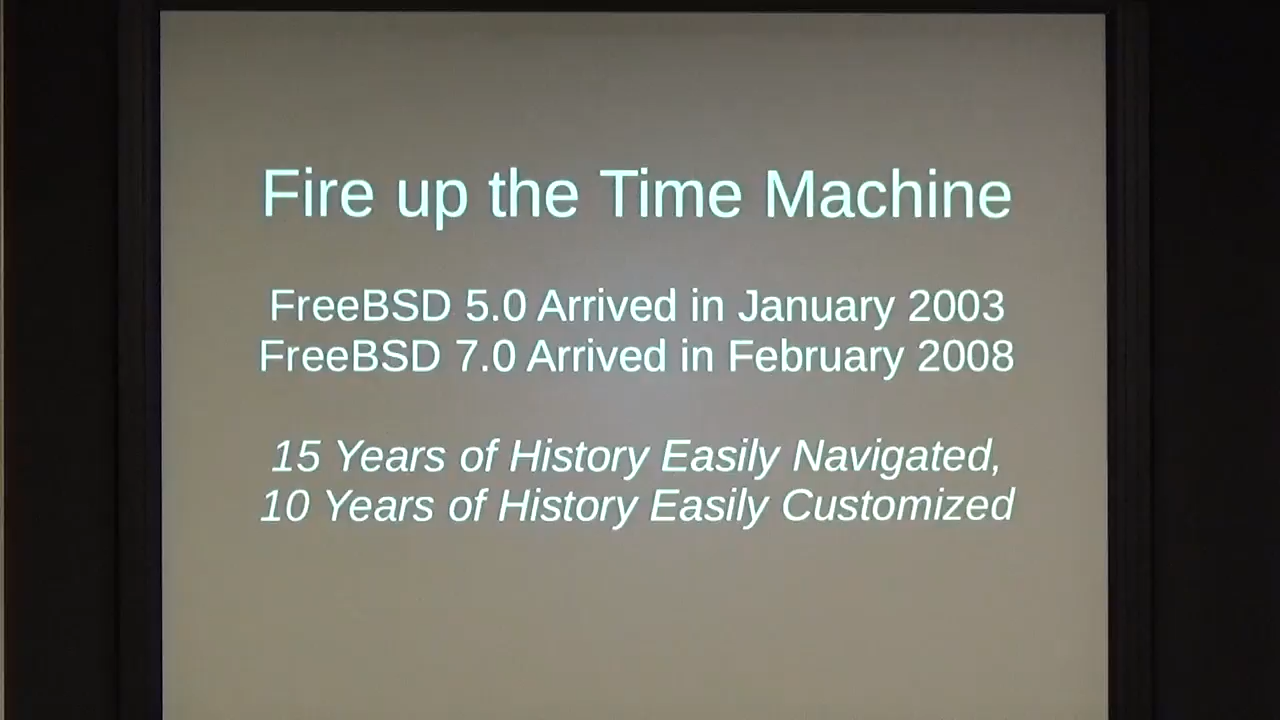 Fire up the Time Machine
FreeBSD 5.0 Arrived in January 2003
FreeBSD 7.0 Arrived in February 2008
15 Years of History Easily Navigated,
10 Years of History Easily Customized